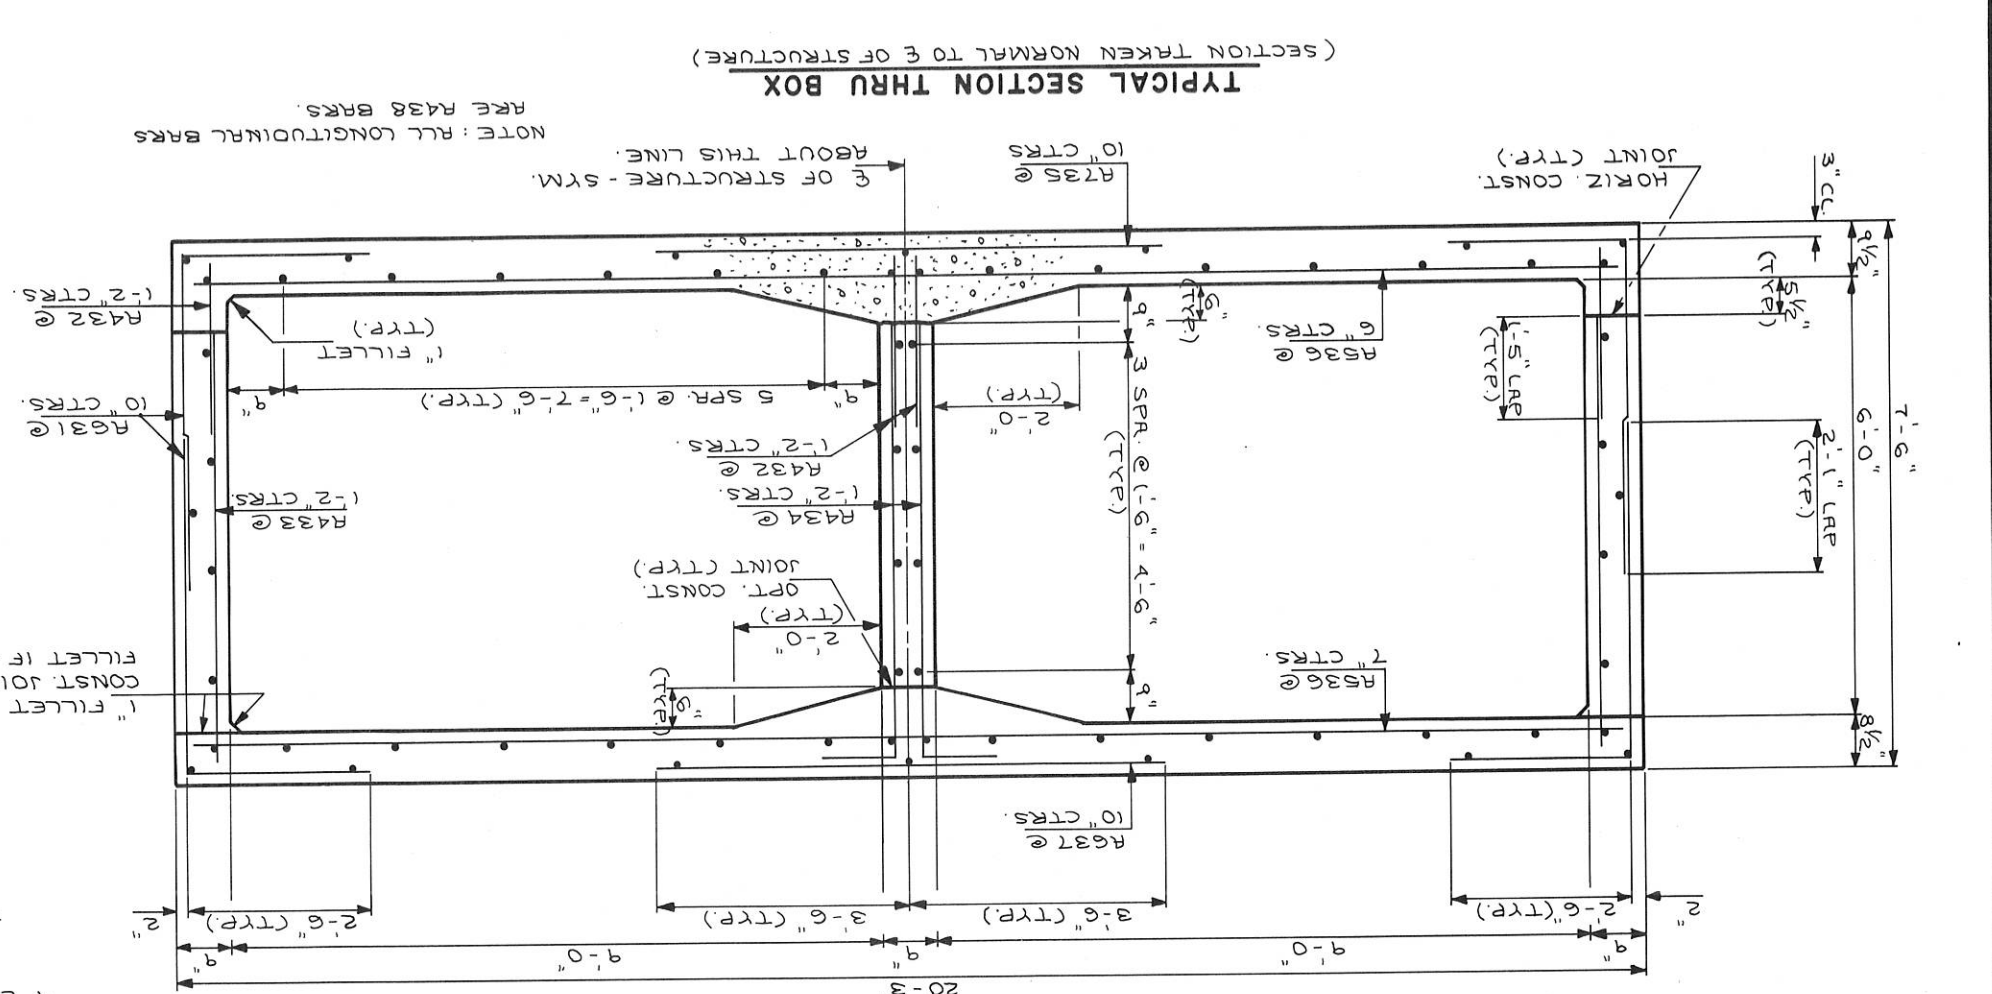 20'-3"
9"
9'-0"
9"
9'-0"
9"
2"
2'-6" (TYP.)
3'-6" (TYP.)
3'-6" (TYP.)
2'-6" (TYP.)
2"
A637 @
10" CTRS.
8 1/2"
6'-0"
9 1/2"
7'-6"
3" CL.
1" FILLET
CONST. JOI
FILLET IF
A536 @
7" CTRS.
9"
3 SPA. @ 1'-6" = 4'-6"
(TYP.)
9"
6"
(TYP.)
2'-0"
(TYP.)
OPT. CONST.
JOINT (TYP.)
2'-1" LAP
(TYP.)
A433 @
1'-2" CTRS.
A434 @
1'-2" CTRS.
A432 @
1'-2" CTRS.
A631 @
10" CTRS.
2'-0"
(TYP.)
9"
5 SPA. @ 1'-6" = 7'-6" (TYP.)
9"
1'-5" LAP
(TYP.)
1" FILLET
(TYP.)
A536 @
6" CTRS.
6"
(TYP.)
5 1/2"
(TYP.)
A432 @
1'-2" CTRS.
HORIZ. CONST.
JOINT (TYP.)
A735 @
10" CTRS
℄ OF STRUCTURE - SYM.
ABOUT THIS LINE.
NOTE: ALL LONGITUDINAL BARS
ARE A438 BARS.
TYPICAL SECTION THRU BOX
(SECTION TAKEN NORMAL TO ℄ OF STRUCTURE)